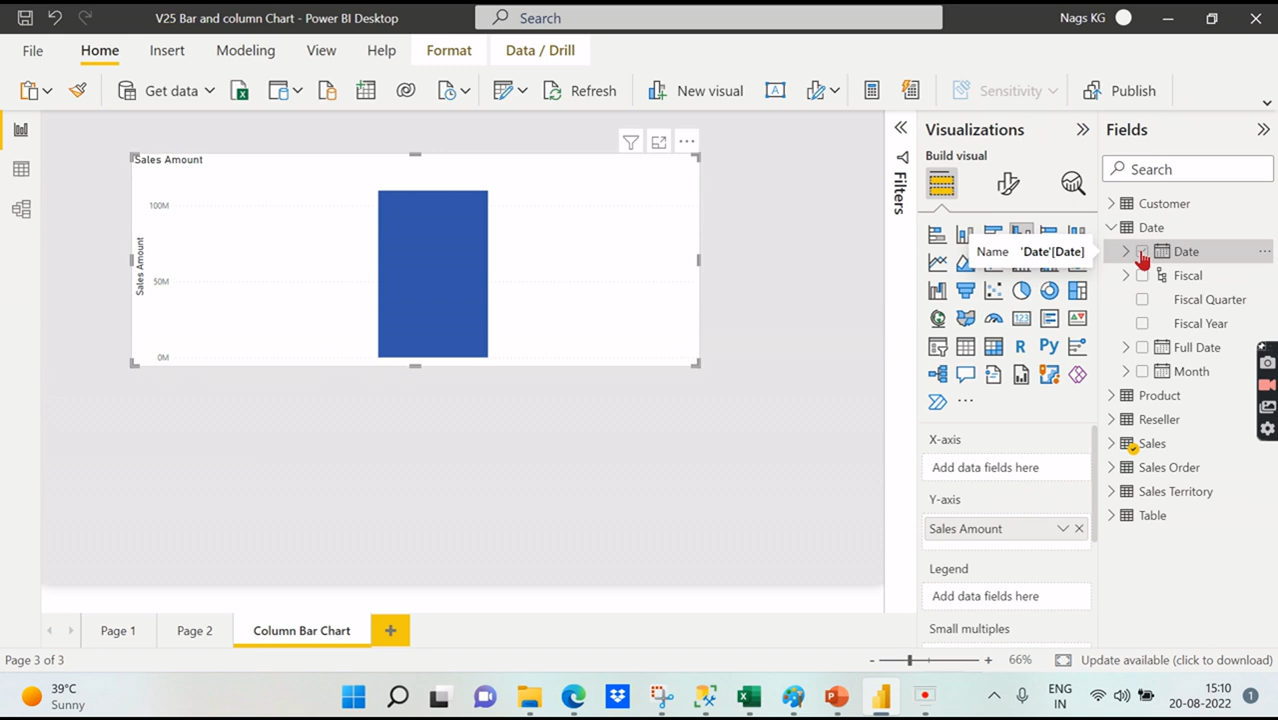 V25 Bar and column Chart - Power BI Desktop
Search
Nags KG
File
Home
Insert
Modeling
View
Help
Format
Data / Drill
Get data
Refresh
New visual
Sensitivity
Publish
Sales Amount
100M
50M
0M
Sales Amount
Filters
Visualizations
Build visual
Name 'Date'[Date]
R
Py
123
X-axis
Add data fields here
Y-axis
Sales Amount
Legend
Add data fields here
Small multiples
Fields
Search
Customer
Date
Date
Fiscal
Fiscal Quarter
Fiscal Year
Full Date
Month
Product
Reseller
Sales
Sales Order
Sales Territory
Table
Page 1
Page 2
Column Bar Chart
Page 3 of 3
66%
Update available (click to download)
39°C
Sunny
ENG
IN
15:10
20-08-2022
1